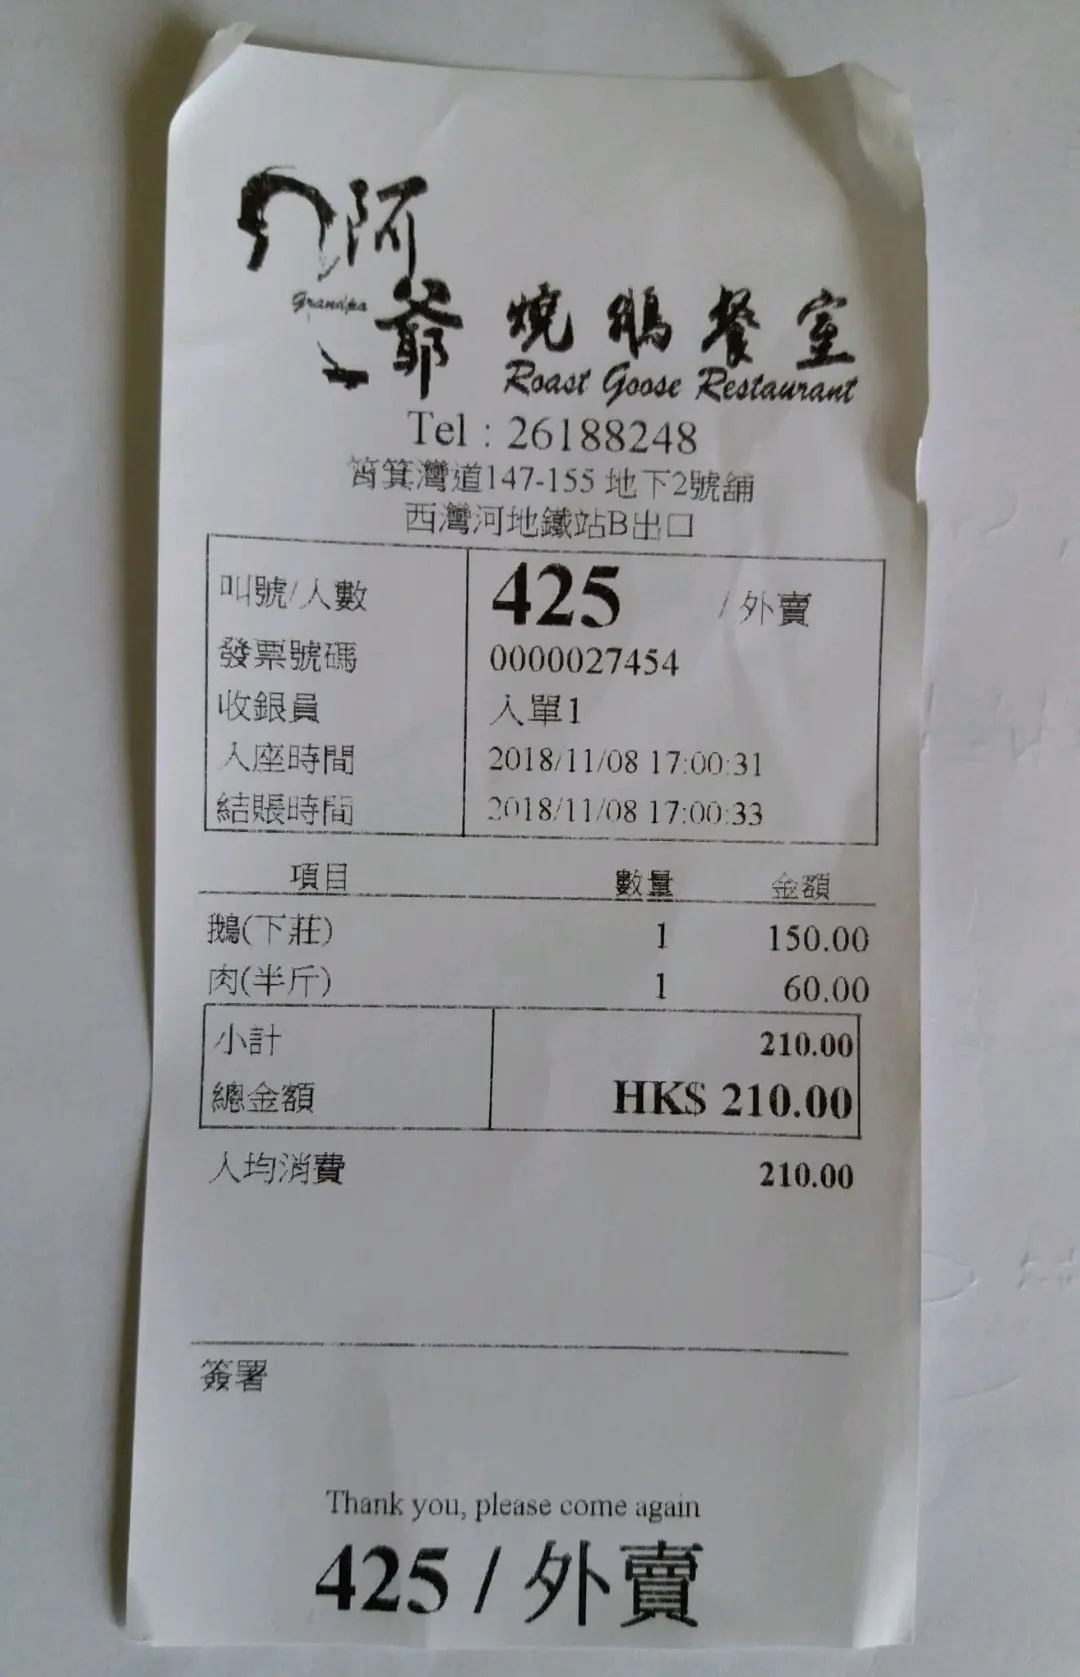 阿
爺
Grandpa
燒鵝餐室
Roast Goose Restaurant
Tel : 26188248
筲箕灣道147-155 地下2號舖
西灣河地鐵站B出口
叫號/人數 425 / 外賣
發票號碼 0000027454
收銀員 入單1
入座時間 2018/11/08 17:00:31
結賬時間 2018/11/08 17:00:33
項目 數量 金額
鵝(下莊) 1 150.00
肉(半斤) 1 60.00
小計 210.00
總金額 HK$ 210.00
人均消費 210.00
簽署
Thank you, please come again
425 / 外賣